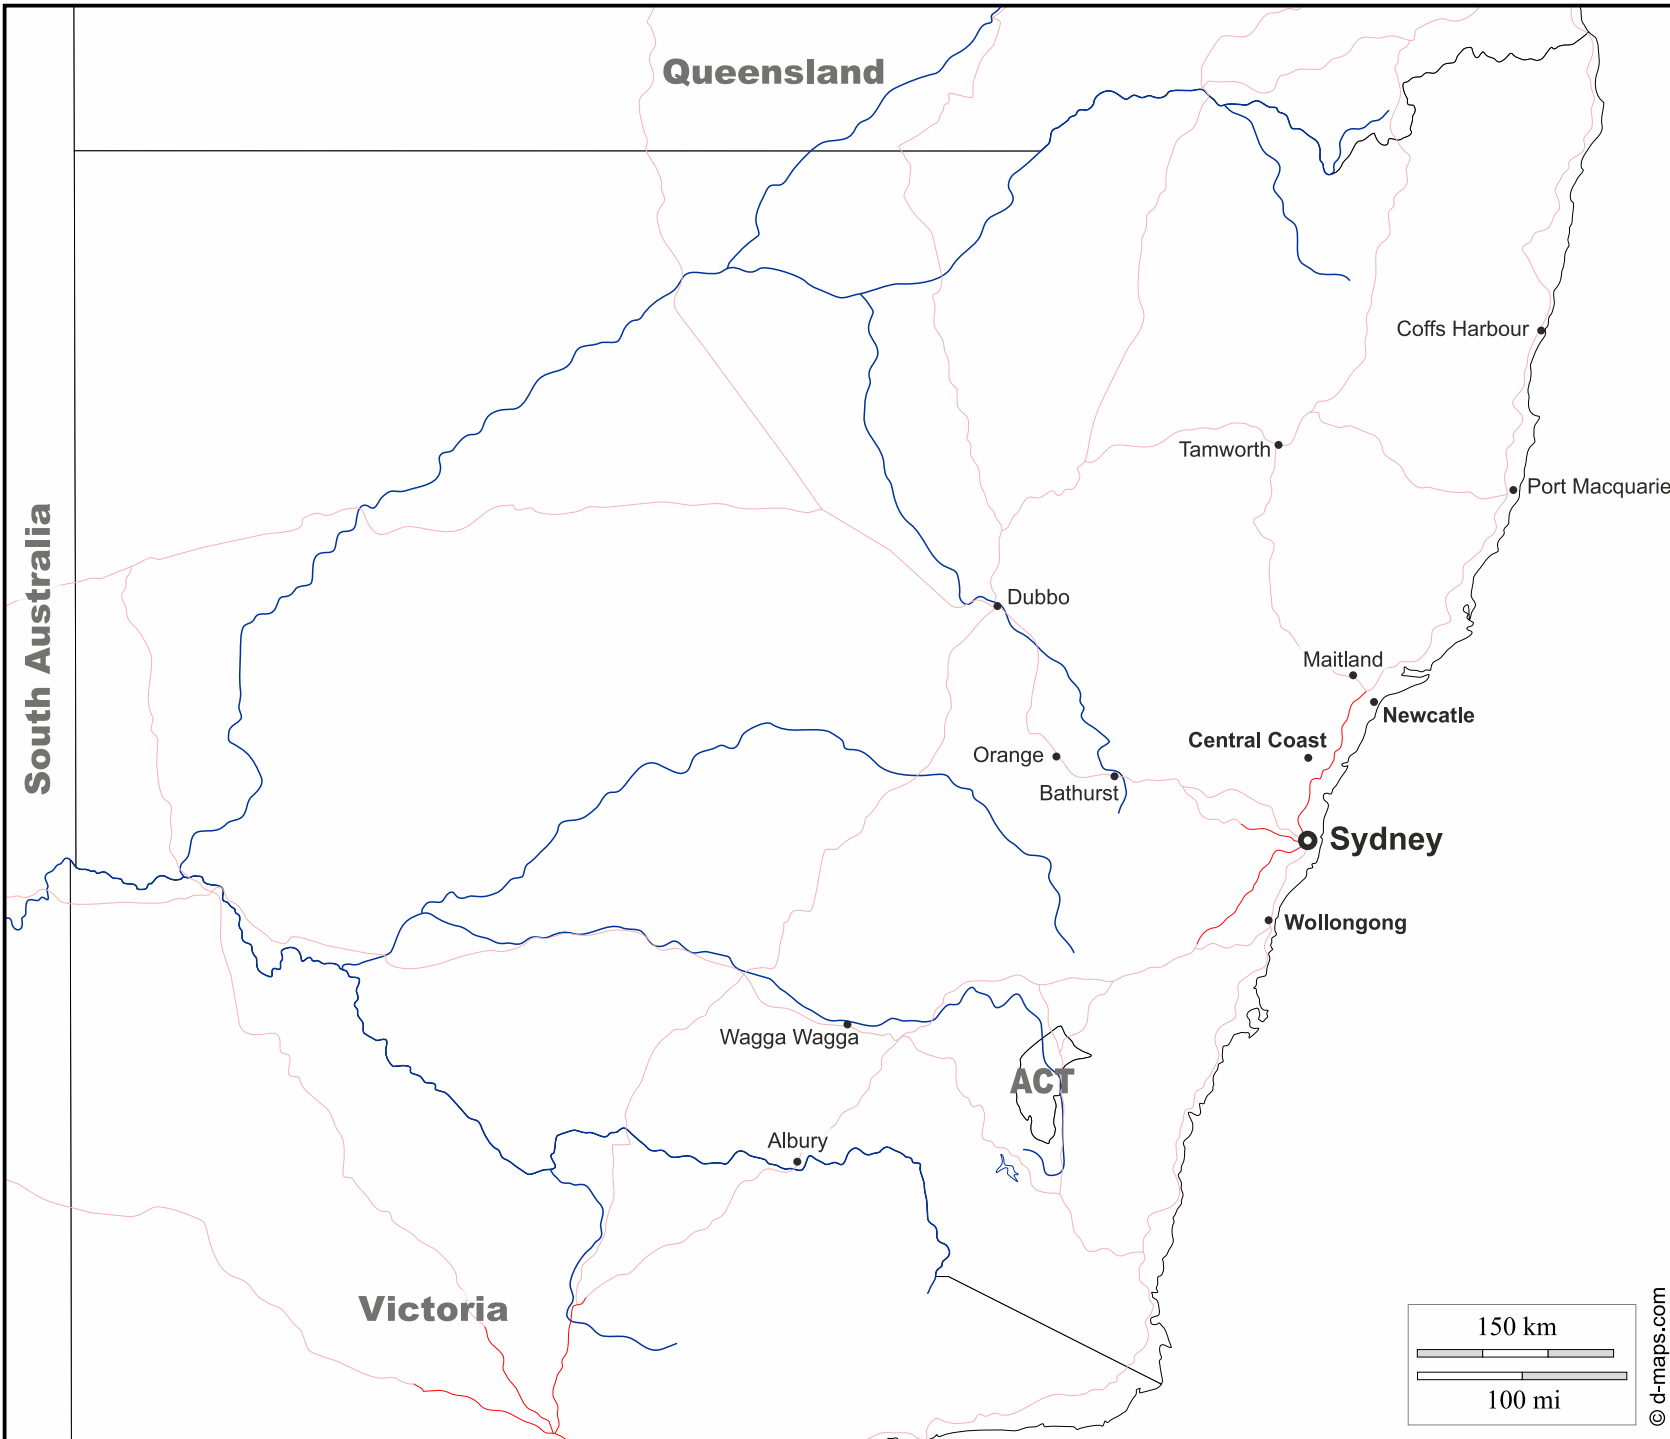 Queensland
South Australia
Coffs Harbour
Tamworth
Port Macquarie
Dubbo
Maitland
Newcatle
Central Coast
Orange
Bathurst
Sydney
Wollongong
Wagga Wagga
ACT
Albury
Victoria
150 km
100 mi
© d-maps.com